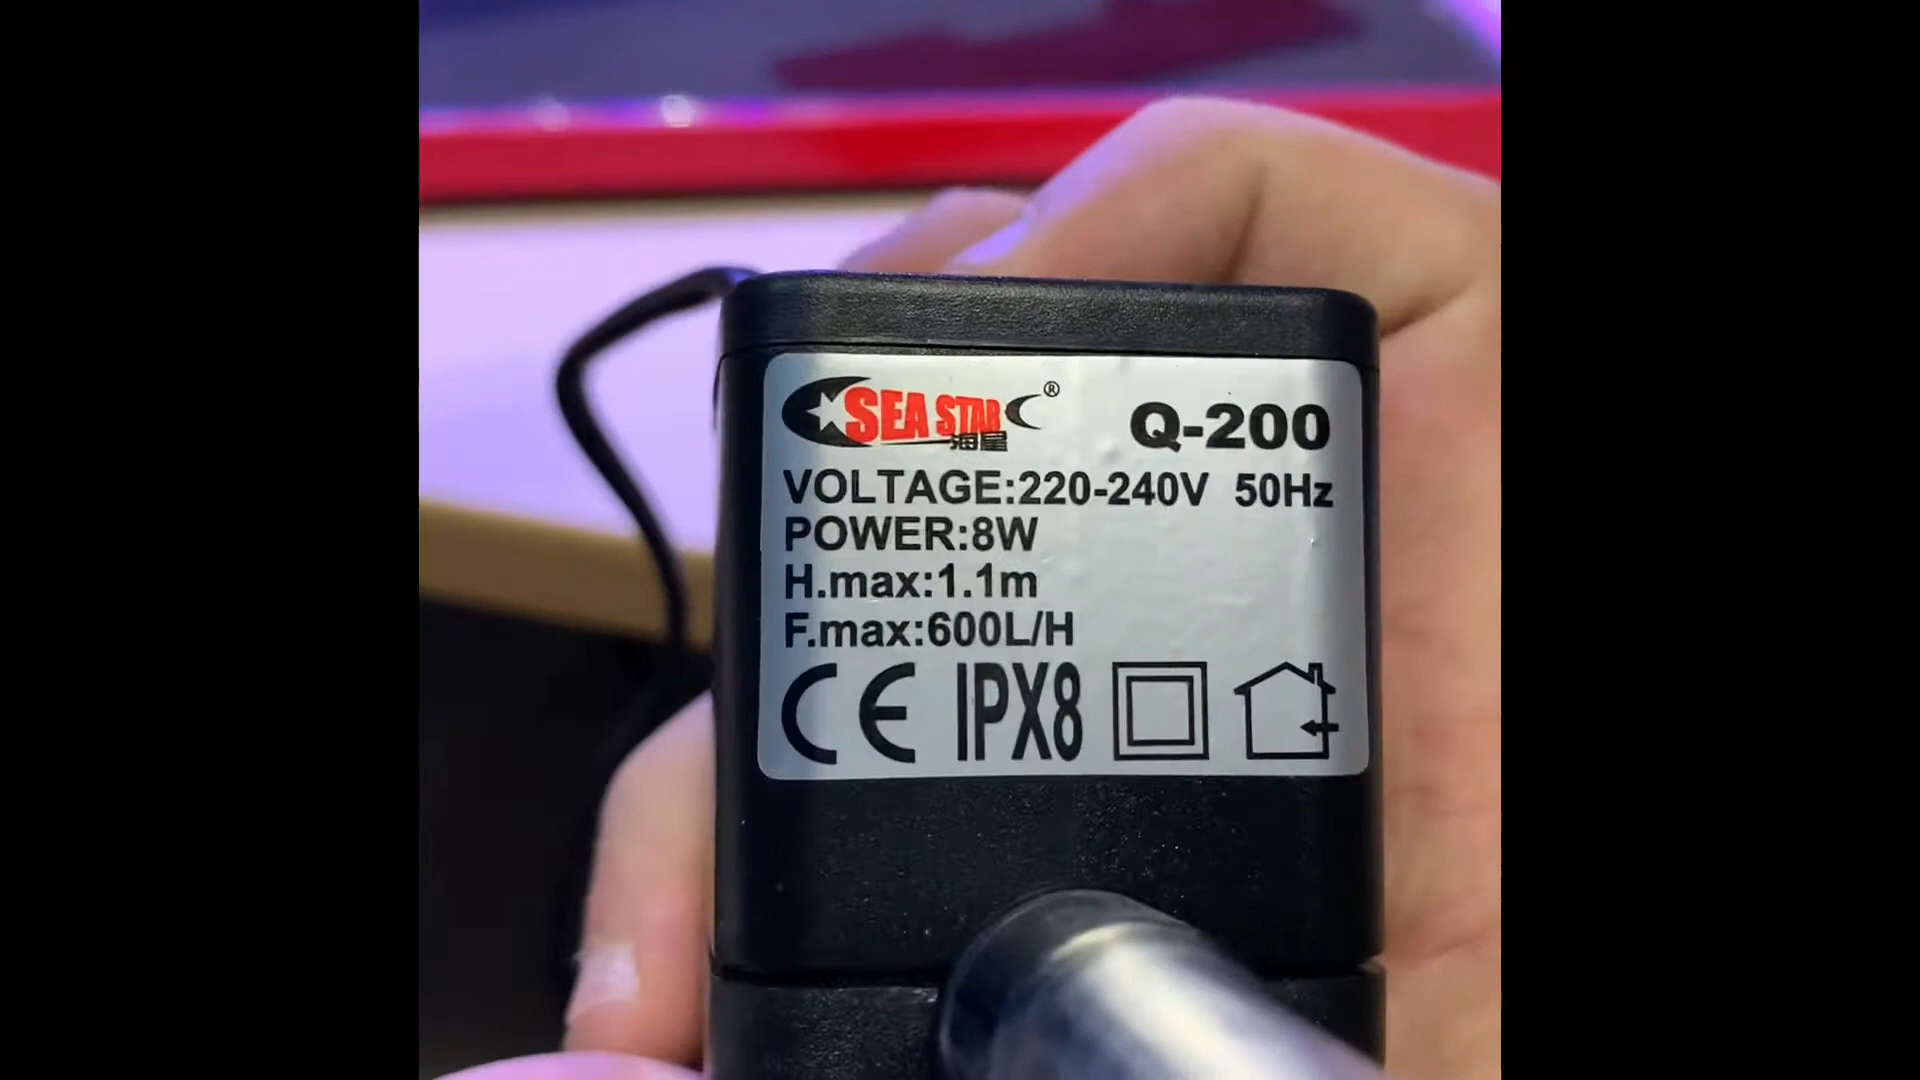 SEA STAR ®
海星
Q-200
VOLTAGE:220-240V 50Hz
POWER:8W
H.max:1.1m
F.max:600L/H
CE IPX8